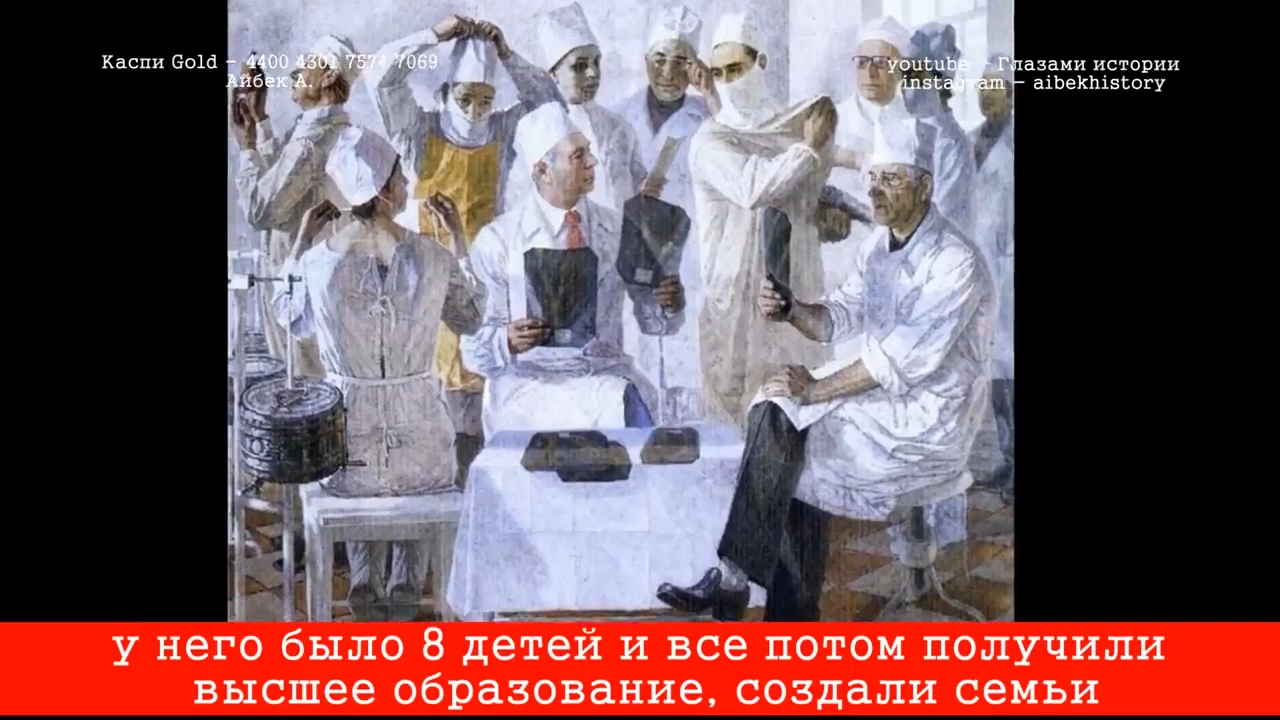 Каспи Gold - 4400 4301 7574 7069
Айбек А.
youtube - Глазами истории
instagram - aibekhistory
у него было 8 детей и все потом получили
высшее образование, создали семьи